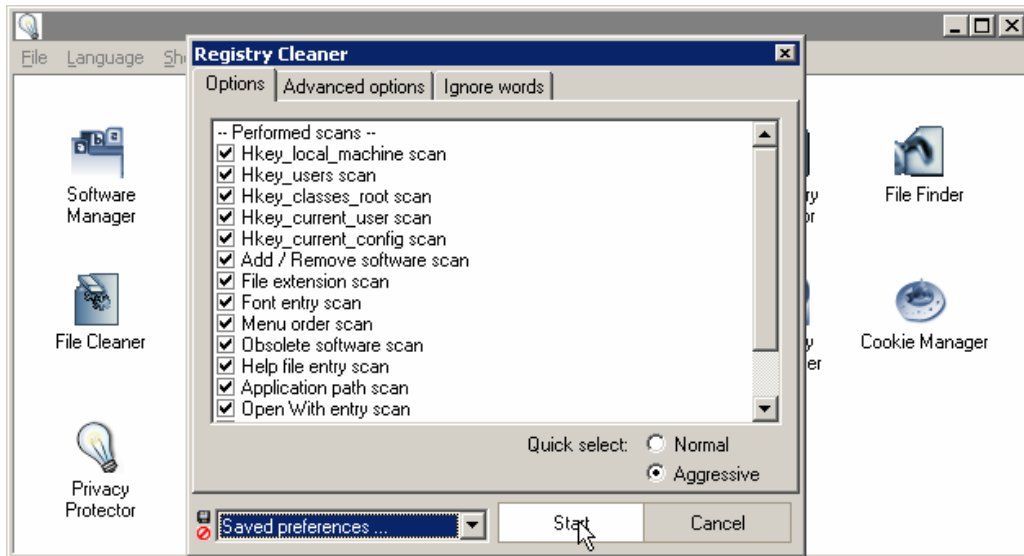 File Language
Registry Cleaner
Options Advanced options Ignore words
-- Performed scans --
Hkey_local_machine scan
Hkey_users scan
Hkey_classes_root scan
Hkey_current_user scan
Hkey_current_config scan
Add / Remove software scan
File extension scan
Font entry scan
Menu order scan
Obsolete software scan
Help file entry scan
Application path scan
Open With entry scan
Quick select: Normal
Aggressive
Saved preferences ... Start Cancel
Software
Manager
File Finder
File Cleaner
Cookie Manager
Privacy
Protector